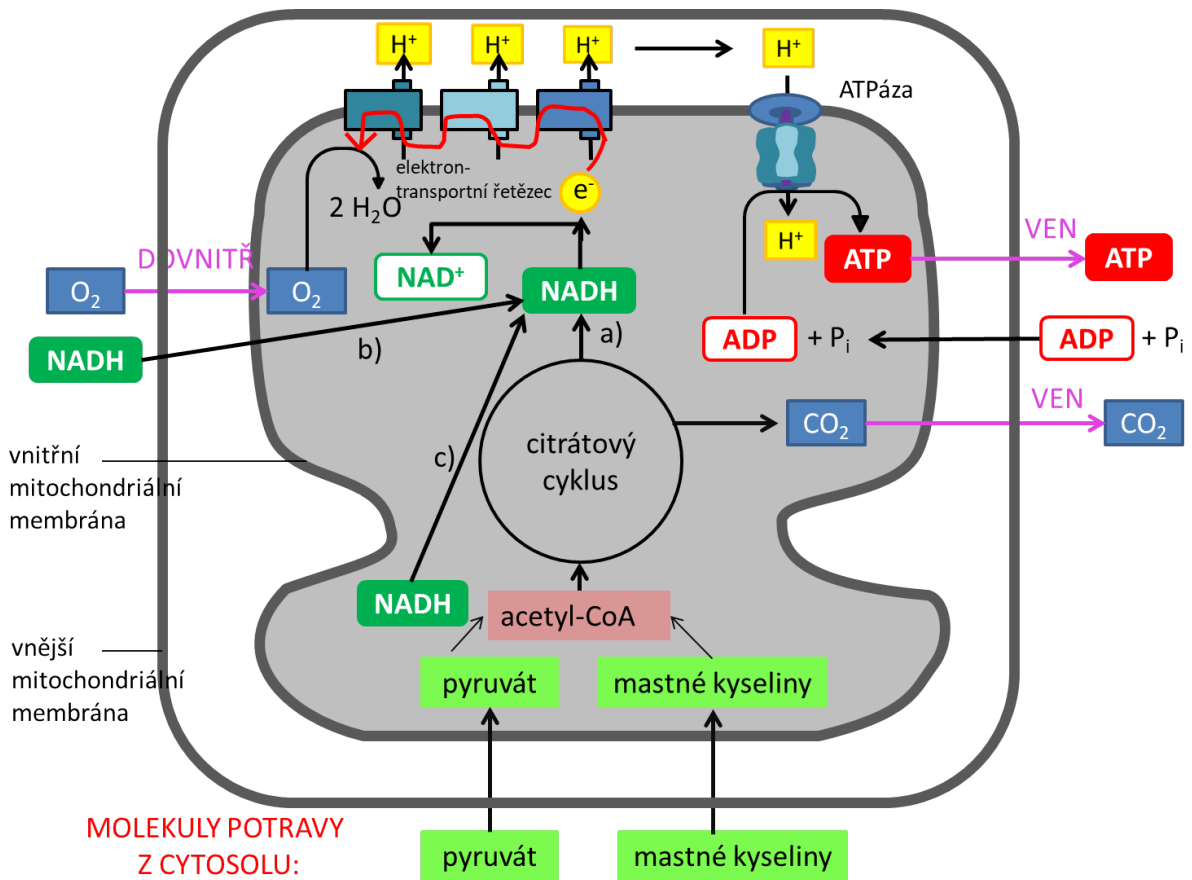 H+
H+
H+
H+
ATPáza
elektron-
transportní řetězec
e-
2 H2O
H+
DOVNITŘ
VEN
NAD+
ATP
ATP
O2
O2
NADH
a)
ADP
+ Pi
ADP
+ Pi
NADH
b)
VEN
CO2
CO2
citrátový
cyklus
c)
vnitřní
mitochondriální
membrána
NADH
acetyl-CoA
vnější
mitochondriální
membrána
pyruvát
mastné kyseliny
MOLEKULY POTRAVY
Z CYTOSOLU:
pyruvát
mastné kyseliny